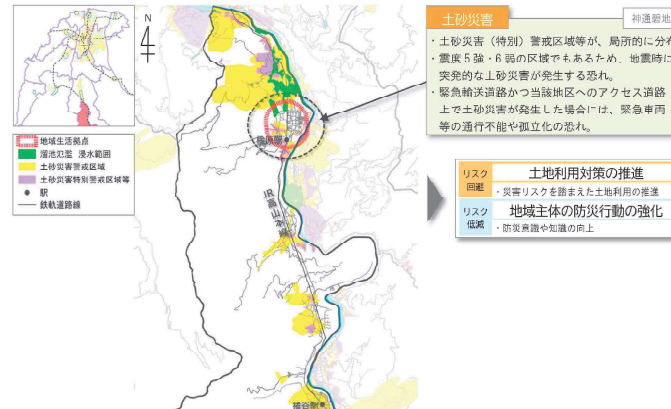 N
地域生活拠点
溜池氾濫 浸水範囲
土砂災害警戒区域
土砂災害特別警戒区域等
駅
鉄軌道路線
JR高山本線
土砂災害
・土砂災害（特別）警戒区域等が、局所的に分布
・震度5強・6弱の区域でもあるため、地震時に
突発的な土砂災害が発生する恐れ。
・緊急輸送道路かつ当該地区へのアクセス道路
上で土砂災害が発生した場合には、緊急車両
等の通行不能や孤立化の恐れ。
リスク
回避
土地利用対策の推進
・災害リスクを踏まえた土地利用の推進
リスク
低減
地域主体の防災行動の強化
・防災意識や知識の向上